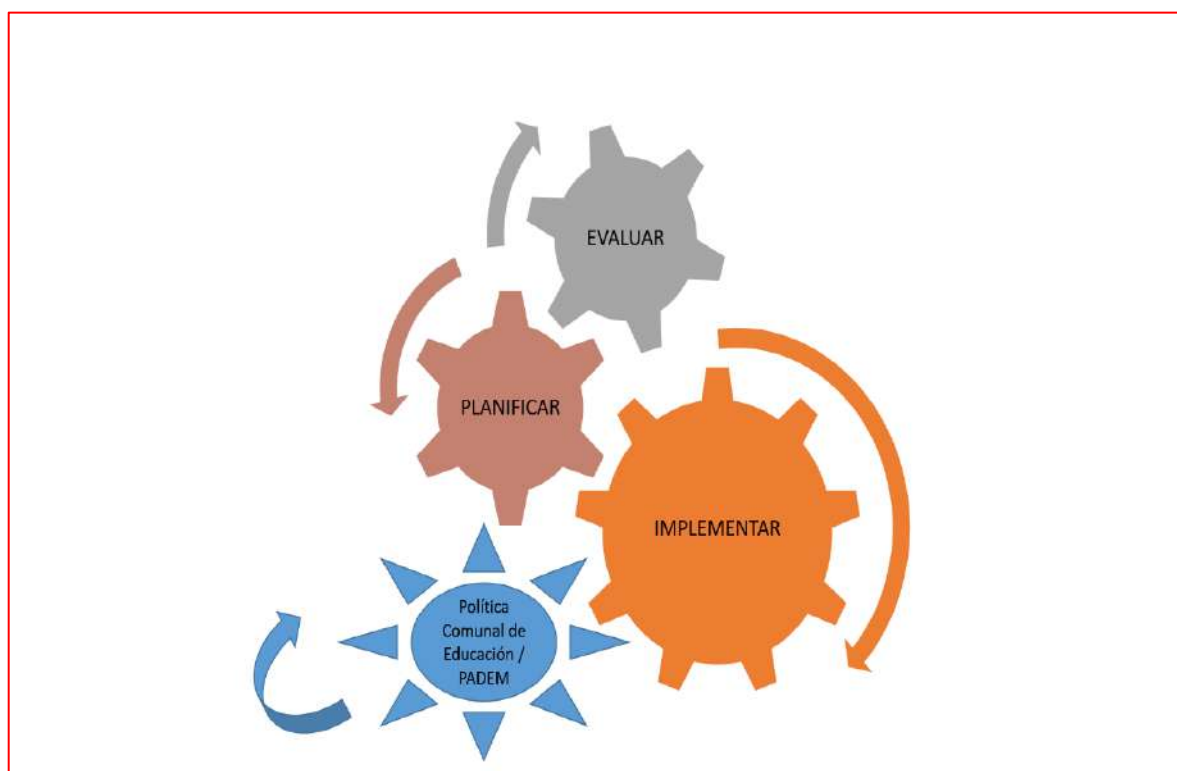 EVALUAR
PLANIFICAR
IMPLEMENTAR
Política
Comunal de
Educación /
PADEM